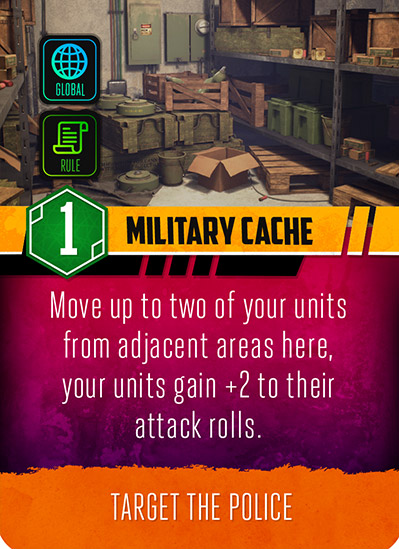 GLOBAL
RULE
1 MILITARY CACHE
Move up to two of your units
from adjacent areas here,
your units gain +2 to their
attack rolls.
TARGET THE POLICE